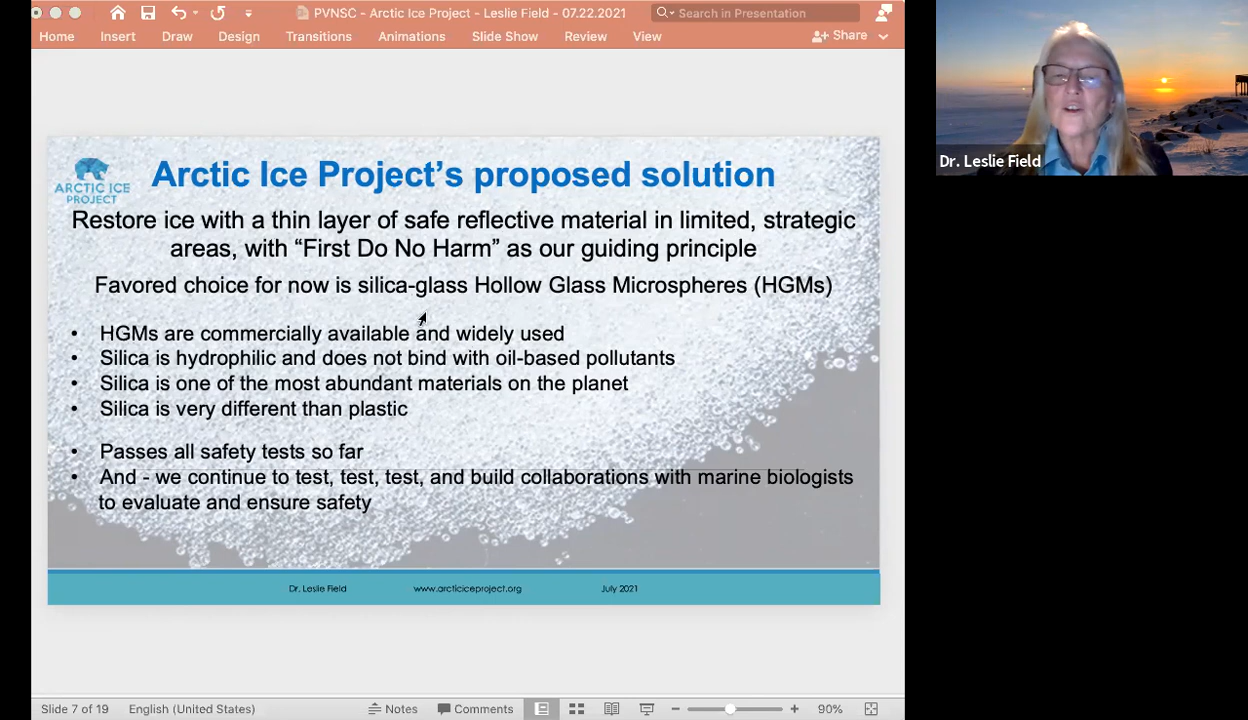 PVNSC - Arctic Ice Project - Leslie Field - 07.22.2021
Search in Presentation
Home Insert Draw Design Transitions Animations Slide Show Review View Share
ARCTIC ICE
PROJECT
Arctic Ice Project’s proposed solution
Restore ice with a thin layer of safe reflective material in limited, strategic
areas, with “First Do No Harm” as our guiding principle
Favored choice for now is silica-glass Hollow Glass Microspheres (HGMs)
• HGMs are commercially available and widely used
• Silica is hydrophilic and does not bind with oil-based pollutants
• Silica is one of the most abundant materials on the planet
• Silica is very different than plastic
• Passes all safety tests so far
• And - we continue to test, test, test, and build collaborations with marine biologists
to evaluate and ensure safety
Dr. Leslie Field www.arcticiceproject.org July 2021
Slide 7 of 19 English (United States) Notes Comments 90%
Dr. Leslie Field